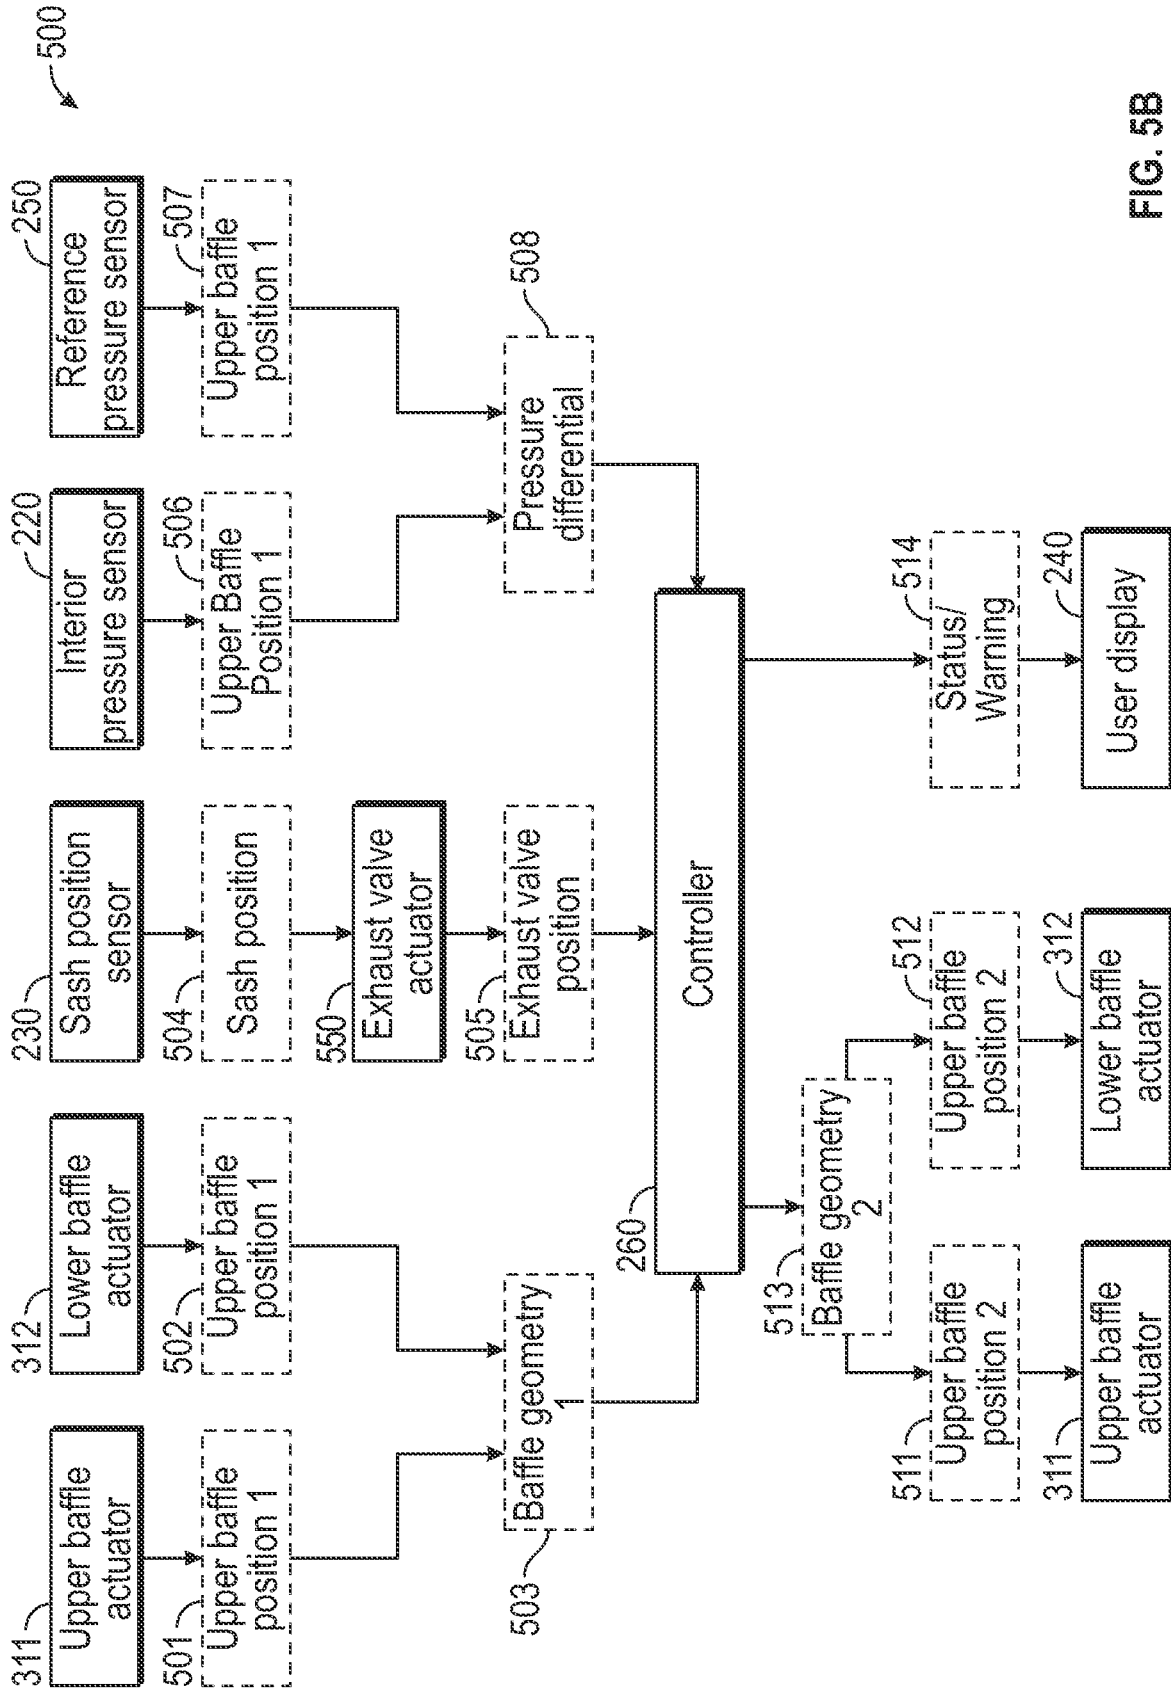 500
311
Upper baffle
actuator
312
Lower baffle
actuator
230
Sash position
sensor
220
Interior
pressure sensor
250
Reference
pressure sensor
501
Upper baffle
position 1
502
Upper baffle
position 1
504
Sash position
506
Upper Baffle
Position 1
507
Upper baffle
position 1
550
Exhaust valve
actuator
503
Baffle geometry
1
505
Exhaust valve
position
508
Pressure
differential
260
Controller
513
Baffle geometry
2
511
Upper baffle
position 2
512
Upper baffle
position 2
514
Status/
Warning
311
Upper baffle
actuator
312
Lower baffle
actuator
240
User display
FIG. 5B